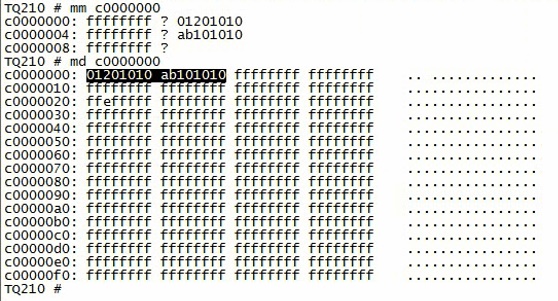 TQ210 # mm c0000000
c0000000: ffffffff ? 01201010
c0000004: ffffffff ? ab101010
c0000008: ffffffff ?
TQ210 # md c0000000
c0000000: 01201010 ab101010 ffffffff ffffffff    .. .............
c0000010: ffffffff ffffffff ffffffff ffffffff    ................
c0000020: ffefffff ffffffff ffffffff ffffffff    ................
c0000030: ffffffff ffffffff ffffffff ffffffff    ................
c0000040: ffffffff ffffffff ffffffff ffffffff    ................
c0000050: ffffffff ffffffff ffffffff ffffffff    ................
c0000060: ffffffff ffffffff ffffffff ffffffff    ................
c0000070: ffffffff ffffffff ffffffff ffffffff    ................
c0000080: ffffffff ffffffff ffffffff ffffffff    ................
c0000090: ffffffff ffffffff ffffffff ffffffff    ................
c00000a0: ffffffff ffffffff ffffffff ffffffff    ................
c00000b0: ffffffff ffffffff ffffffff ffffffff    ................
c00000c0: ffffffff ffffffff ffffffff ffffffff    ................
c00000d0: ffffffff ffffffff ffffffff ffffffff    ................
c00000e0: ffffffff ffffffff ffffffff ffffffff    ................
c00000f0: ffffffff ffffffff ffffffff ffffffff    ................
TQ210 #